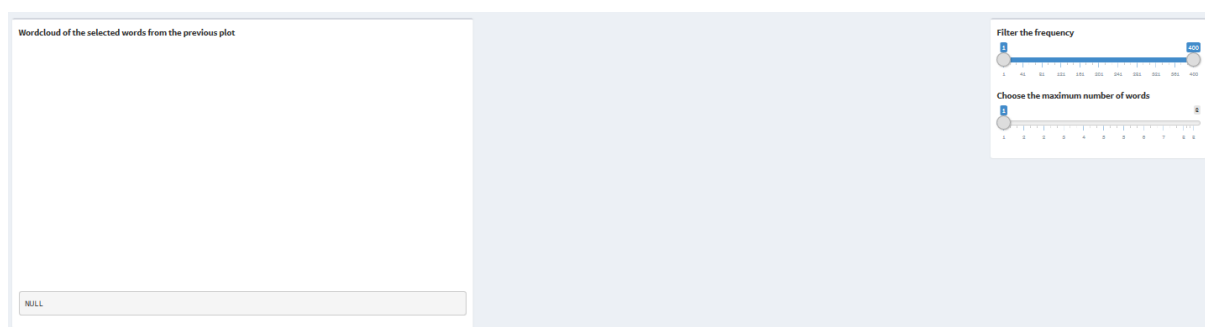 Wordcloud of the selected words from the previous plot
NULL
Filter the frequency
1 400
Choose the maximum number of words
1